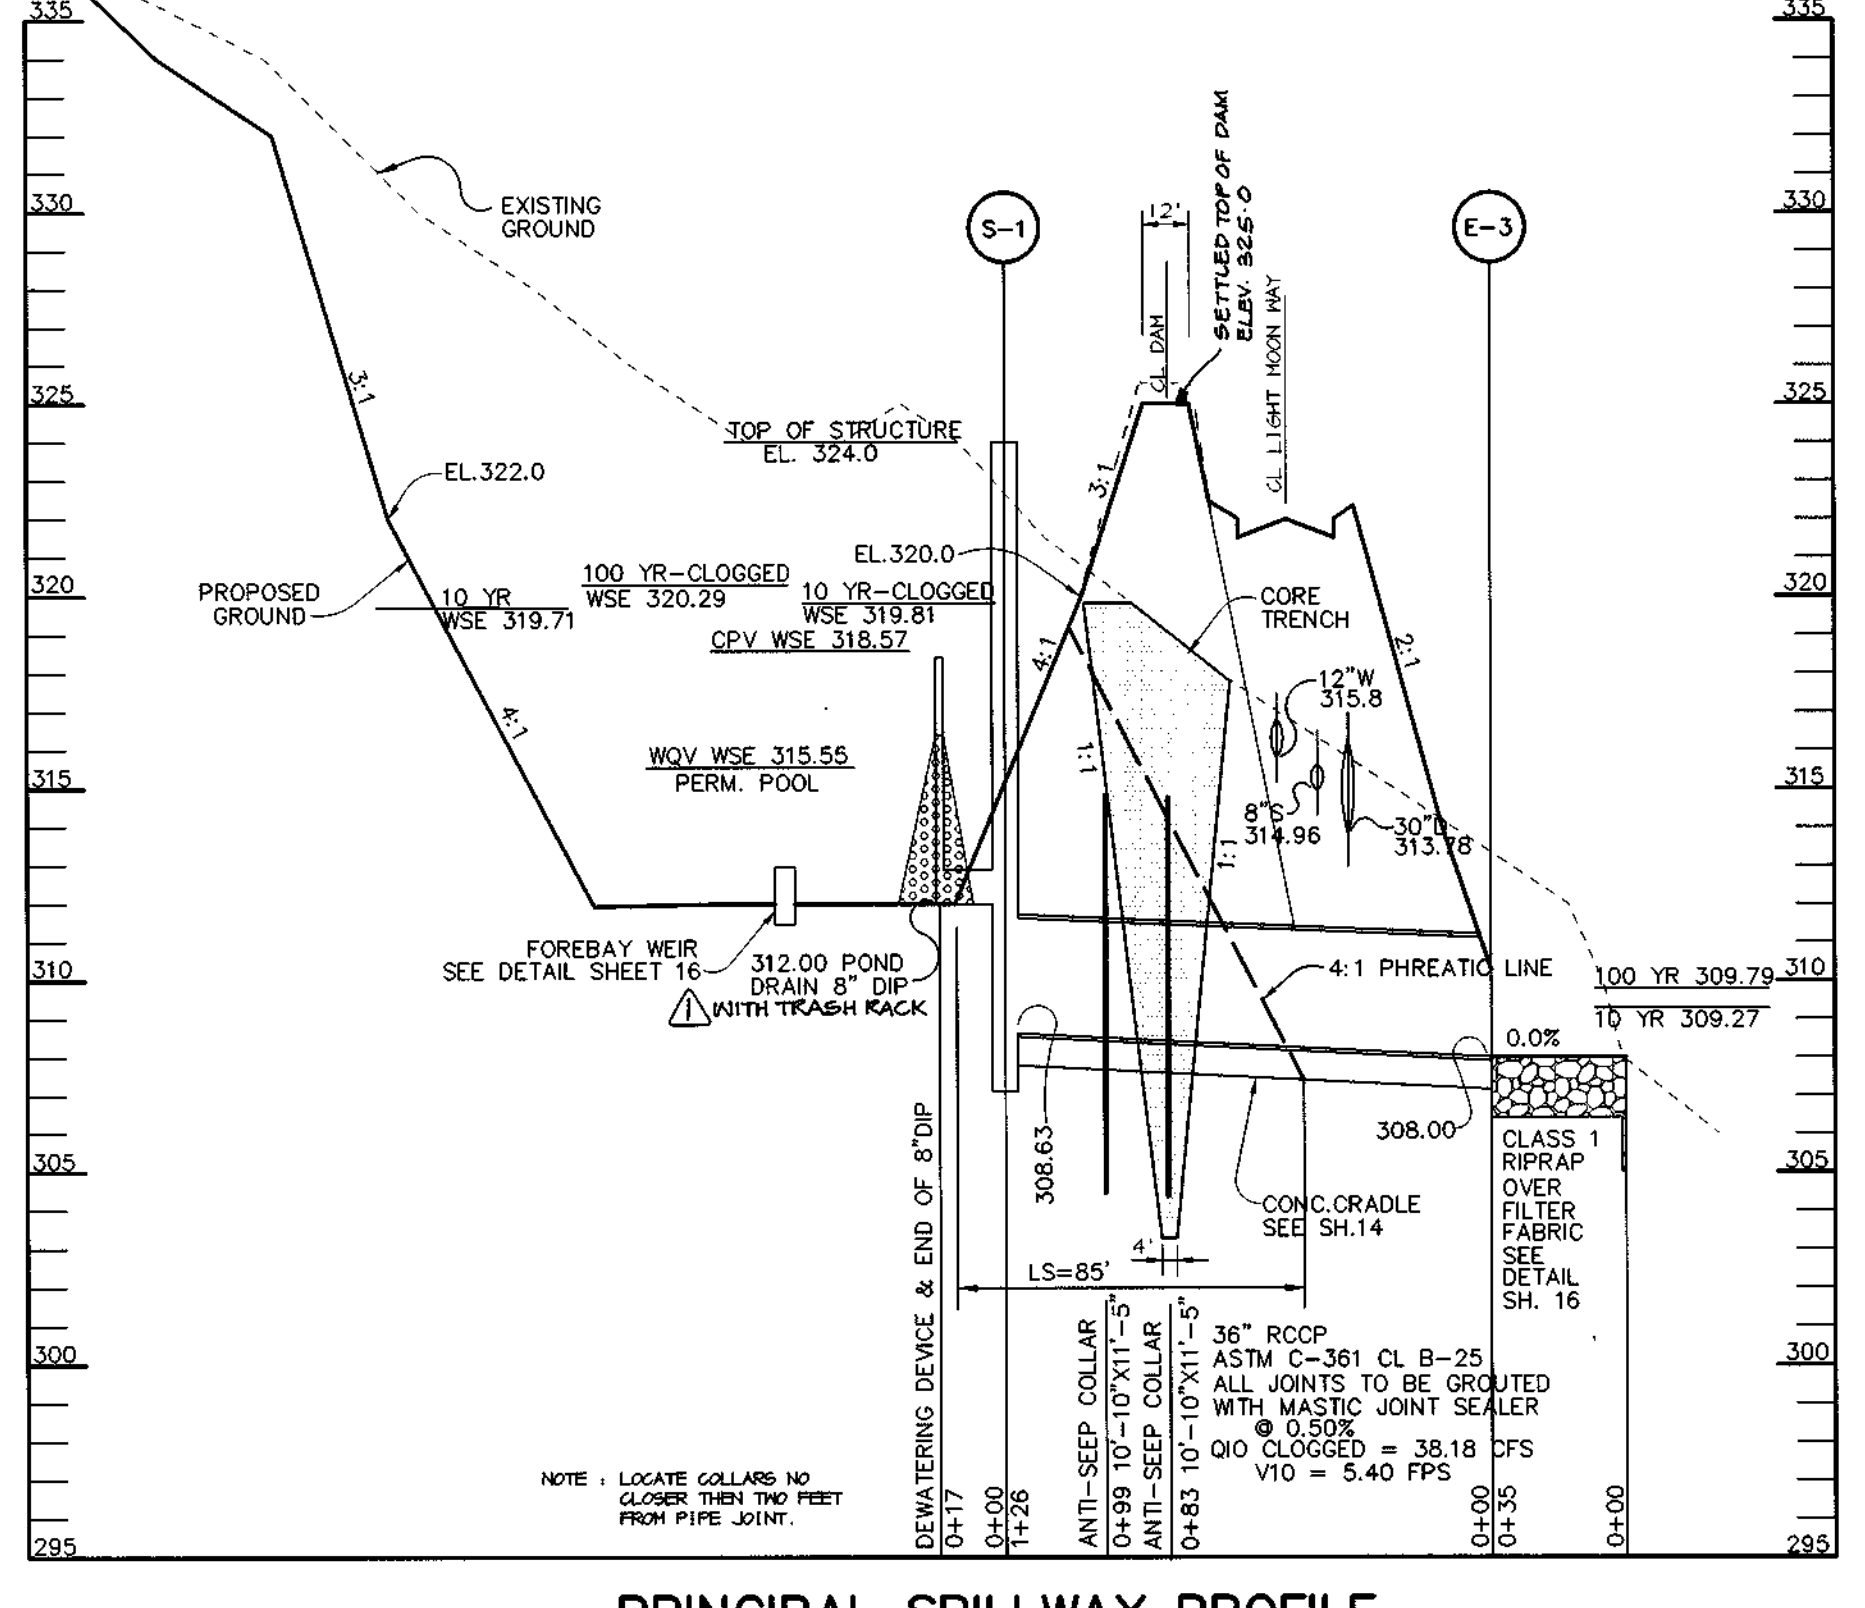 335
335
330
330
325
325
320
320
315
315
310
310
305
305
300
300
295
295
EXISTING
GROUND
S-1
12'
SETTLED TOP OF DAM
ELEV. 325.0
E-3
CL DAM
CL LIGHT MOON WAY
3:1
TOP OF STRUCTURE
EL. 324.0
EL.322.0
3:1
EL.320.0
PROPOSED
GROUND
10 YR
WSE 319.71
100 YR-CLOGGED
WSE 320.29
10 YR-CLOGGED
WSE 319.81
CPV WSE 318.57
CORE
TRENCH
4:1
2:1
4:1
12"W
315.8
WQV WSE 315.55
PERM. POOL
1:1
8"S
314.96
30"D
313.78
1:1
FOREBAY WEIR
SEE DETAIL SHEET 16
312.00 POND
DRAIN 8" DIP
1
WITH TRASH RACK
4:1 PHREATIC LINE
100 YR 309.79
10 YR 309.27
0.0%
308.63
308.00
CONC.CRADLE
SEE SH.14
CLASS 1
RIPRAP
OVER
FILTER
FABRIC
SEE
DETAIL
SH. 16
4'
LS=85'
DEWATERING DEVICE & END OF 8"DIP
0+17
0+00
1+26
ANTI-SEEP COLLAR
0+99 10'-10"X11'-5"
ANTI-SEEP COLLAR
0+83 10'-10"X11'-5"
36" RCCP
ASTM C-361 CL B-25
ALL JOINTS TO BE GROUTED
WITH MASTIC JOINT SEALER
@ 0.50%
Q10 CLOGGED = 38.18 CFS
V10 = 5.40 FPS
0+00
0+35
0+00
NOTE : LOCATE COLLARS NO
CLOSER THEN TWO FEET
FROM PIPE JOINT.
PRINCIPAL SPILLWAY PROFILE